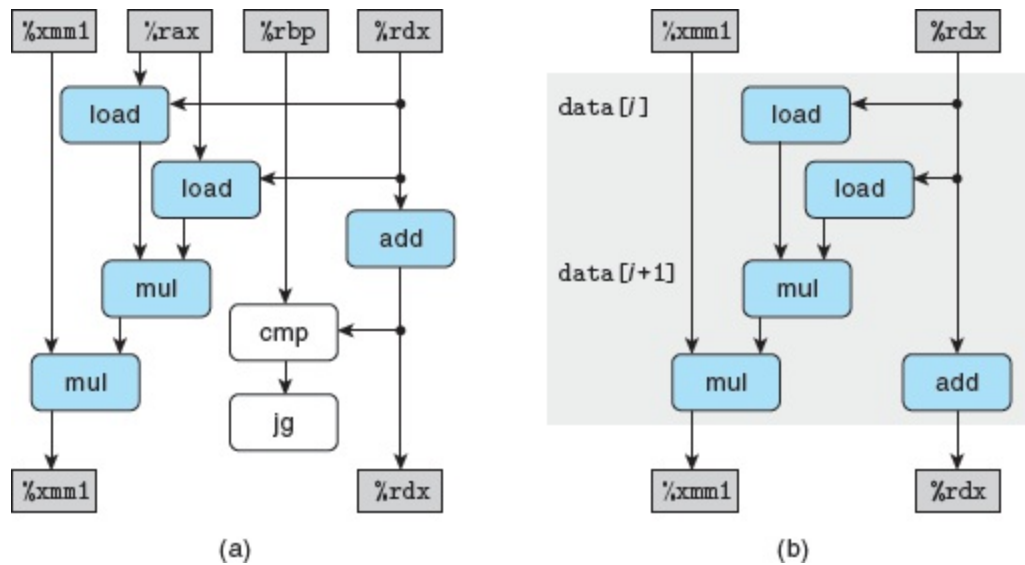 %xmm1 %rax %rbp %rdx
load
load
add
mul
cmp
mul
jg
%xmm1 %rdx
(a)
%xmm1 %rdx
data[i] load
load
data[i+1]
mul
mul add
%xmm1 %rdx
(b)